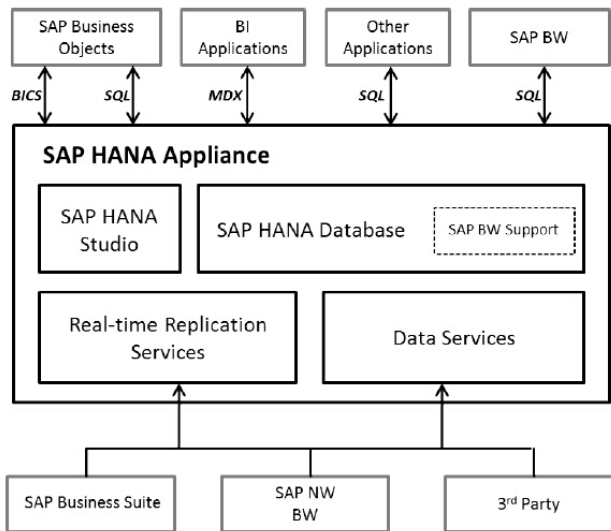 SAP Business
Objects
BI
Applications
Other
Applications
SAP BW
BICS
SQL
MDX
SQL
SQL
SAP HANA Appliance
SAP HANA
Studio
SAP HANA Database
SAP BW Support
Real-time Replication
Services
Data Services
SAP Business Suite
SAP NW
BW
3rd Party